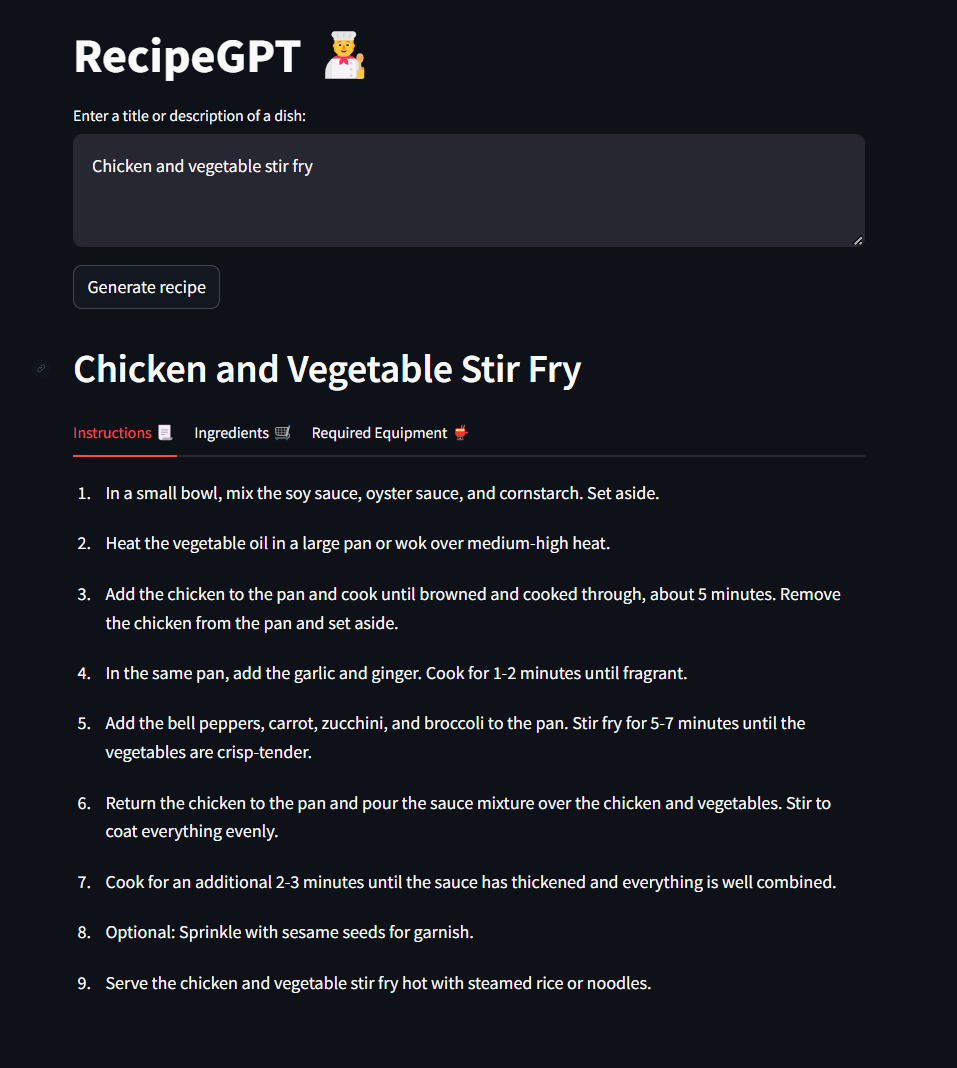 RecipeGPT
Enter a title or description of a dish:
Chicken and vegetable stir fry
Generate recipe
Chicken and Vegetable Stir Fry
Instructions Ingredients Required Equipment
1. In a small bowl, mix the soy sauce, oyster sauce, and cornstarch. Set aside.
2. Heat the vegetable oil in a large pan or wok over medium-high heat.
3. Add the chicken to the pan and cook until browned and cooked through, about 5 minutes. Remove
the chicken from the pan and set aside.
4. In the same pan, add the garlic and ginger. Cook for 1-2 minutes until fragrant.
5. Add the bell peppers, carrot, zucchini, and broccoli to the pan. Stir fry for 5-7 minutes until the
vegetables are crisp-tender.
6. Return the chicken to the pan and pour the sauce mixture over the chicken and vegetables. Stir to
coat everything evenly.
7. Cook for an additional 2-3 minutes until the sauce has thickened and everything is well combined.
8. Optional: Sprinkle with sesame seeds for garnish.
9. Serve the chicken and vegetable stir fry hot with steamed rice or noodles.